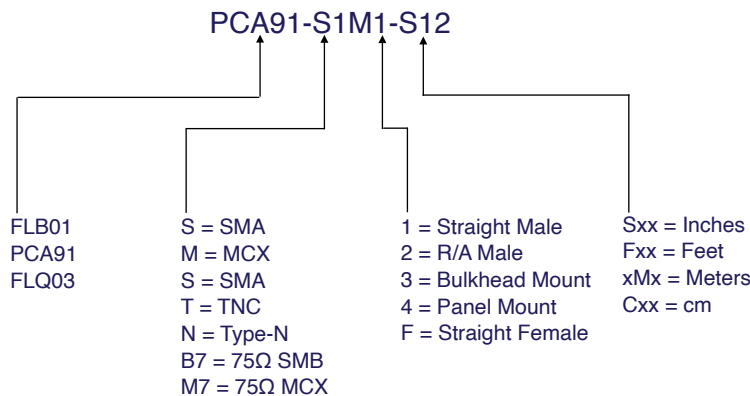 PCA91-S1M1-S12
FLB01
PCA91
FLQ03
S = SMA
M = MCX
S = SMA
T = TNC
N = Type-N
B7 = 75Ω SMB
M7 = 75Ω MCX
1 = Straight Male
2 = R/A Male
3 = Bulkhead Mount
4 = Panel Mount
F = Straight Female
Sxx = Inches
Fxx = Feet
xMx = Meters
Cxx = cm